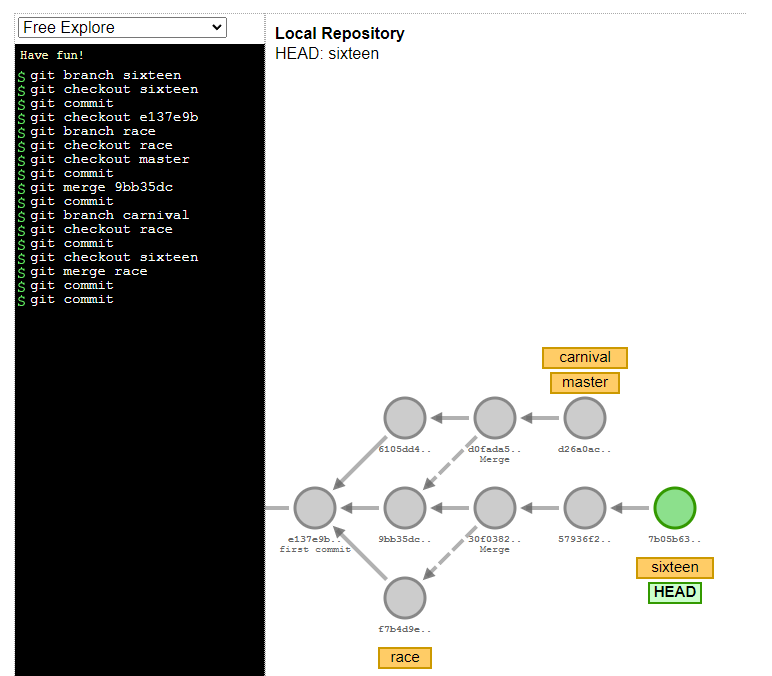 Free Explore
Have fun!
$ git branch sixteen
$ git checkout sixteen
$ git commit
$ git checkout e137e9b
$ git branch race
$ git checkout race
$ git checkout master
$ git commit
$ git merge 9bb35dc
$ git commit
$ git branch carnival
$ git checkout race
$ git commit
$ git checkout sixteen
$ git merge race
$ git commit
$ git commit
Local Repository
HEAD: sixteen
carnival
master
6105dd4..
d0fada5..
d26a0ac..
Merge
e137e9b..
9bb35dc..
30f0382..
57936f2..
7b05b63..
first commit
Merge
sixteen
HEAD
f7b4d9e..
race